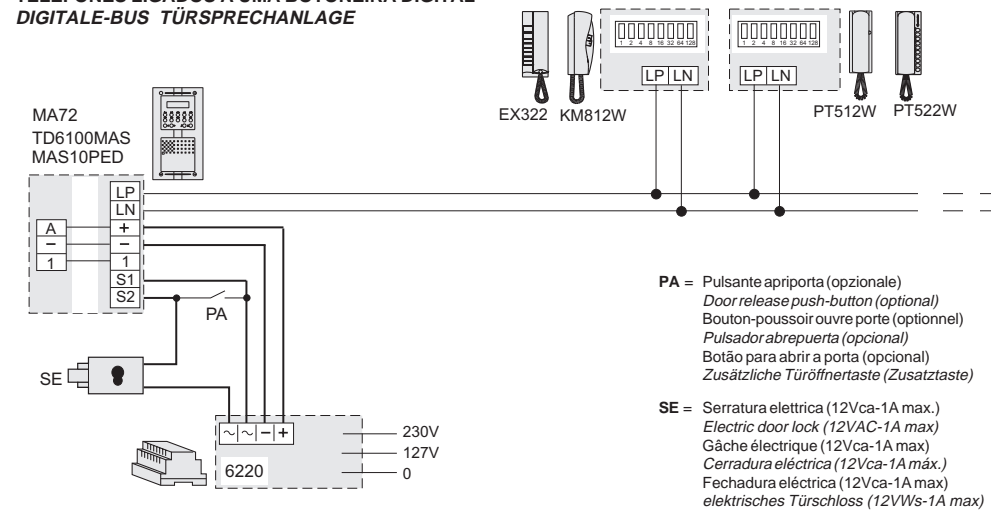 TELEFONES LIGADOS A UMA BOTONEIRA DIGITAL
DIGITALE-BUS TÜRSPRECHANLAGE
1 2 4 8 16 32 64 128
1 2 4 8 16 32 64 128
LP LN
LP LN
EX322 KM812W
PT512W PT522W
MA72
TD6100MAS
MAS10PED
LP
LN
A +
– –
1 1
S1
S2
PA
SE
~ ~ – +
6220
230V
127V
0
PA = Pulsante apriporta (opzionale)
Door release push-button (optional)
Bouton-poussoir ouvre porte (optionnel)
Pulsador abrepuerta (opcional)
Botão para abrir a porta (opcional)
Zusätzliche Türöffnertaste (Zusatztaste)
SE = Serratura elettrica (12Vca-1A max.)
Electric door lock (12VAC-1A max)
Gâche électrique (12Vca-1A max)
Cerradura eléctrica (12Vca-1A máx.)
Fechadura eléctrica (12Vca-1A max)
elektrisches Türschloss (12VWs-1A max)